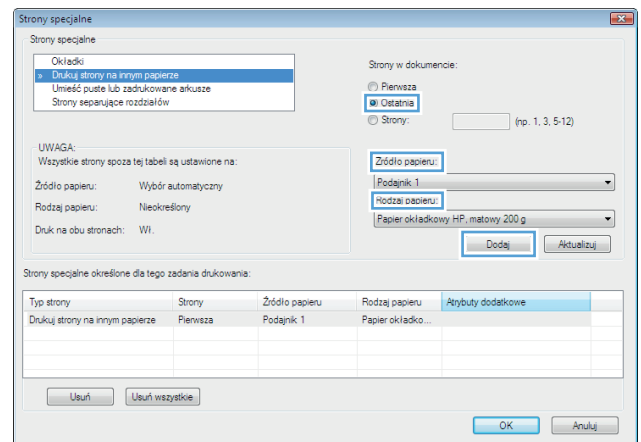 Strony specjalne
Strony specjalne
Okładki
» Drukuj strony na innym papierze
Umieść puste lub zadrukowane arkusze
Strony separujące rozdziałów
Strony w dokumencie:
Pierwsza
Ostatnia
Strony:
(np. 1, 3, 5-12)
UWAGA:
Wszystkie strony spoza tej tabeli są ustawione na:
Źródło papieru: Wybór automatyczny
Rodzaj papieru: Nieokreślony
Druk na obu stronach: Wł.
Źródło papieru:
Podajnik 1
Rodzaj papieru:
Papier okładkowy HP, matowy 200 g
Dodaj Aktualizuj
Strony specjalne określone dla tego zadania drukowania:
Typ strony Strony Źródło papieru Rodzaj papieru Atrybuty dodatkowe
Drukuj strony na innym papierze Pierwsza Podajnik 1 Papier okładko...
Usuń Usuń wszystkie
OK Anuluj